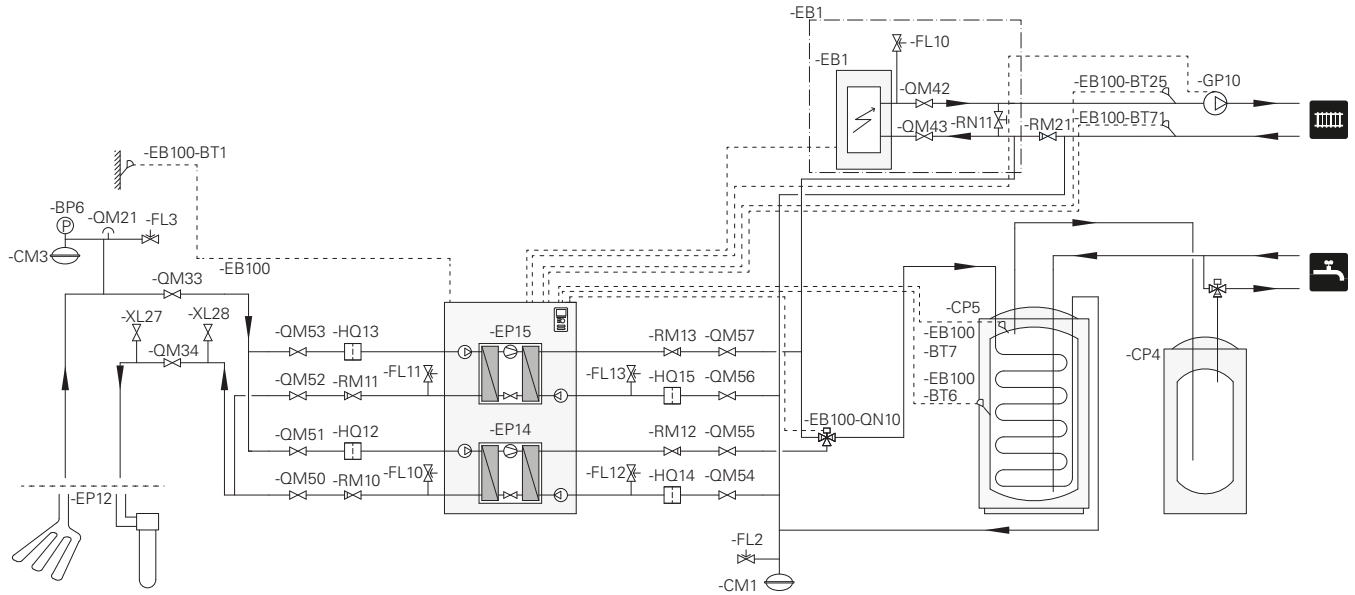 -EB1
-FL10
-EB1
-QM42
-EB100-BT25
-GP10
-QM43
-RN11
-RM21
-EB100-BT71
-EB100-BT1
-BP6
-QM21
-FL3
-CM3
-QM33
-EB100
-XL27
-XL28
-QM34
-QM53
-HQ13
-EP15
-RM13
-QM57
-QM52
-RM11
-FL11
-FL13
-HQ15
-QM56
-QM51
-HQ12
-EP14
-RM12
-QM55
-QM50
-RM10
-FL10
-FL12
-HQ14
-QM54
-EB100-QN10
-CP5
-EB100
-BT7
-EB100
-BT6
-CP4
-EP12
-FL2
-CM1
P